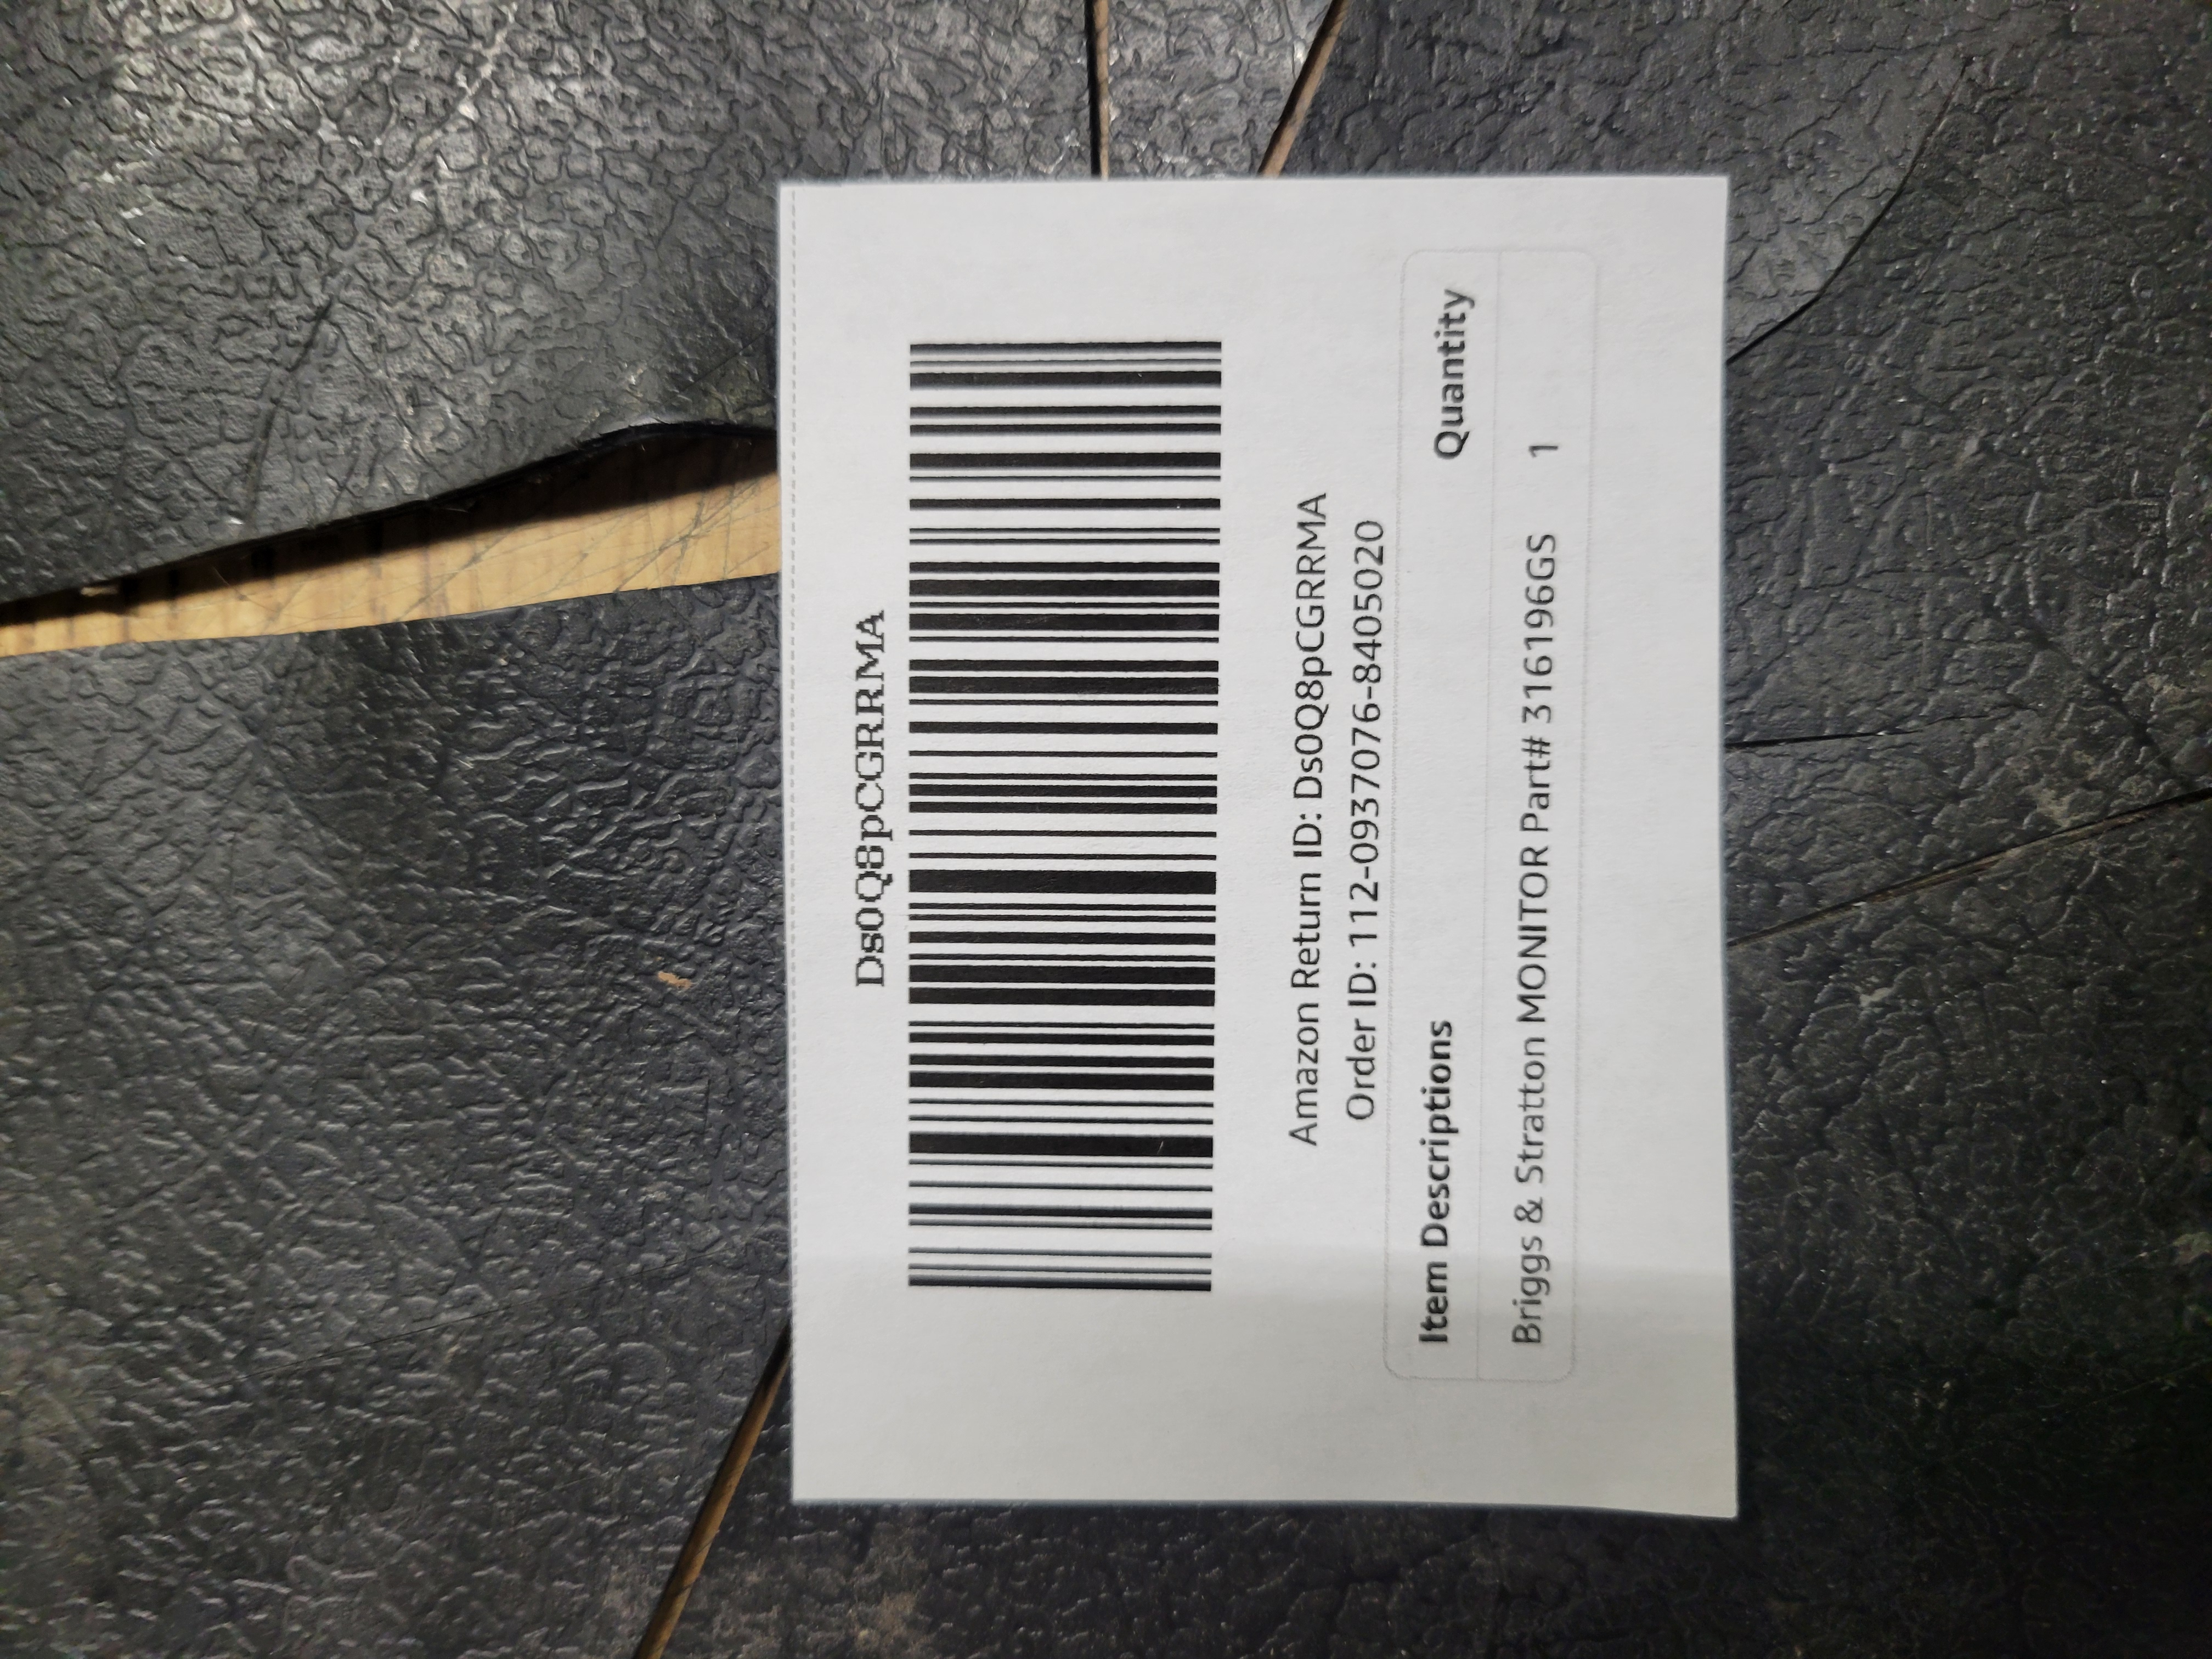 Ds0Q8pCGRRMA
Amazon Return ID: Ds0Q8pCGRRMA
Order ID: 112-0937076-8405020
Item Descriptions Quantity
Briggs & Stratton MONITOR Part# 316196GS 1